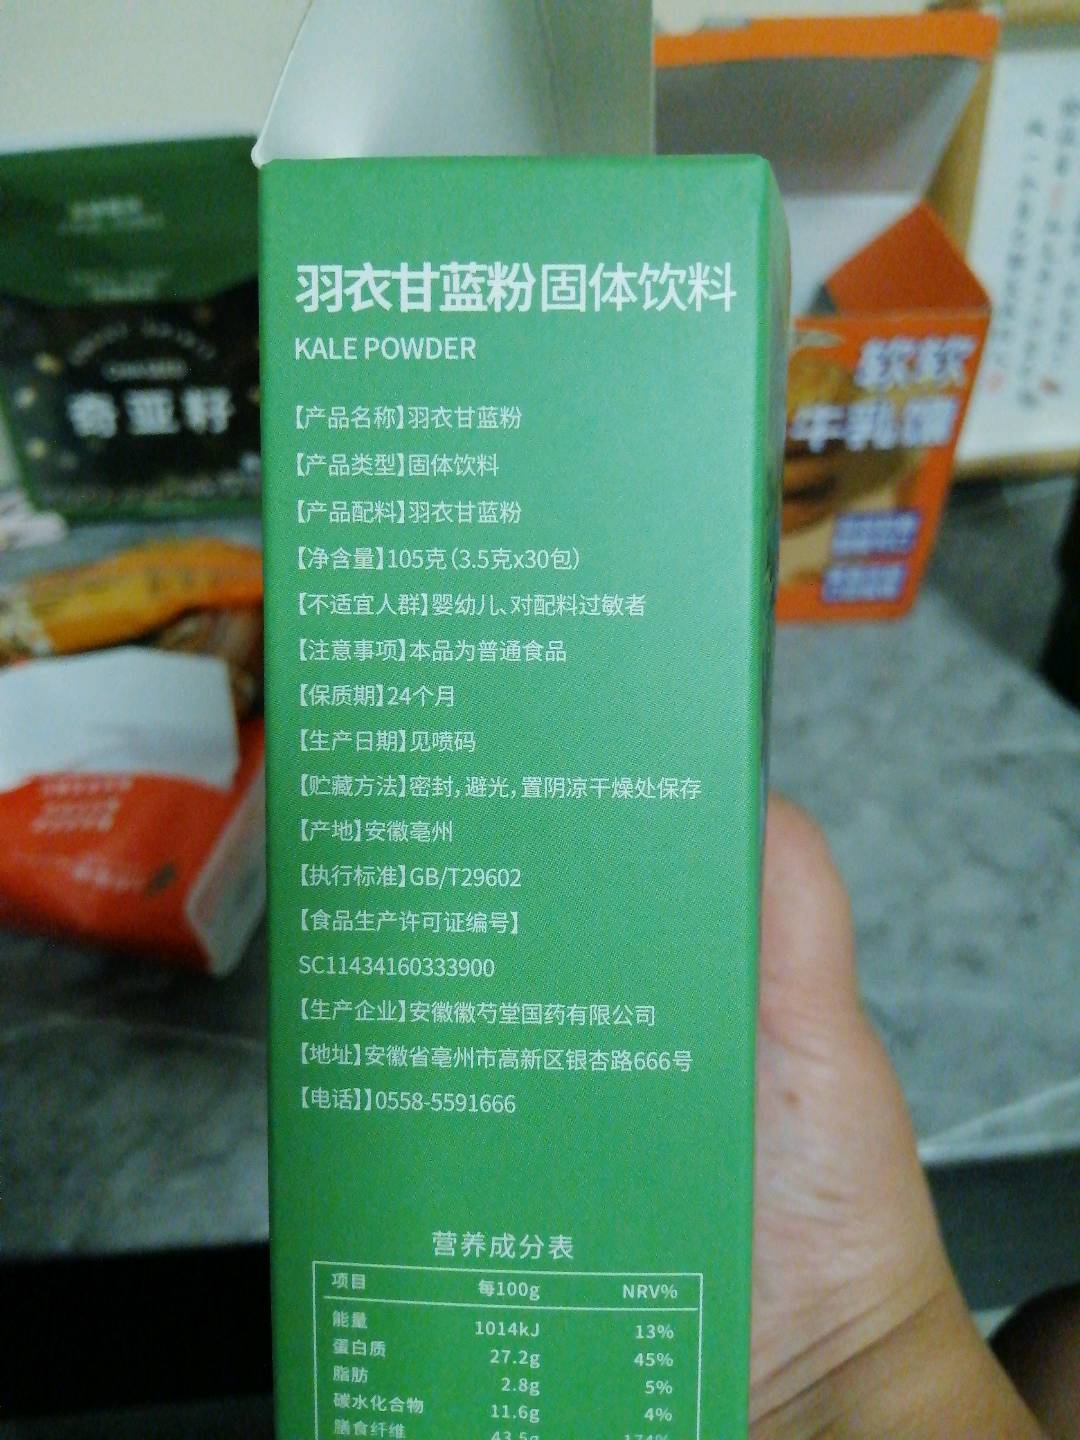 羽衣甘蓝粉固体饮料
KALE POWDER
【产品名称】羽衣甘蓝粉
【产品类型】固体饮料
【产品配料】羽衣甘蓝粉
【净含量】105克(3.5克x30包)
【不适宜人群】婴幼儿、对配料过敏者
【注意事项】本品为普通食品
【保质期】24个月
【生产日期】见喷码
【贮藏方法】密封,避光,置阴凉干燥处保存
【产地】安徽亳州
【执行标准】GB/T29602
【食品生产许可证编号】
SC11434160333900
【生产企业】安徽徽芍堂国药有限公司
【地址】安徽省亳州市高新区银杏路666号
【电话】】0558-5591666
营养成分表
项目 每100g NRV%
能量 1014kJ 13%
蛋白质 27.2g 45%
脂肪 2.8g 5%
碳水化合物 11.6g 4%
膳食纤维 43.5g 174%
奇亚籽
软软
牛乳馍